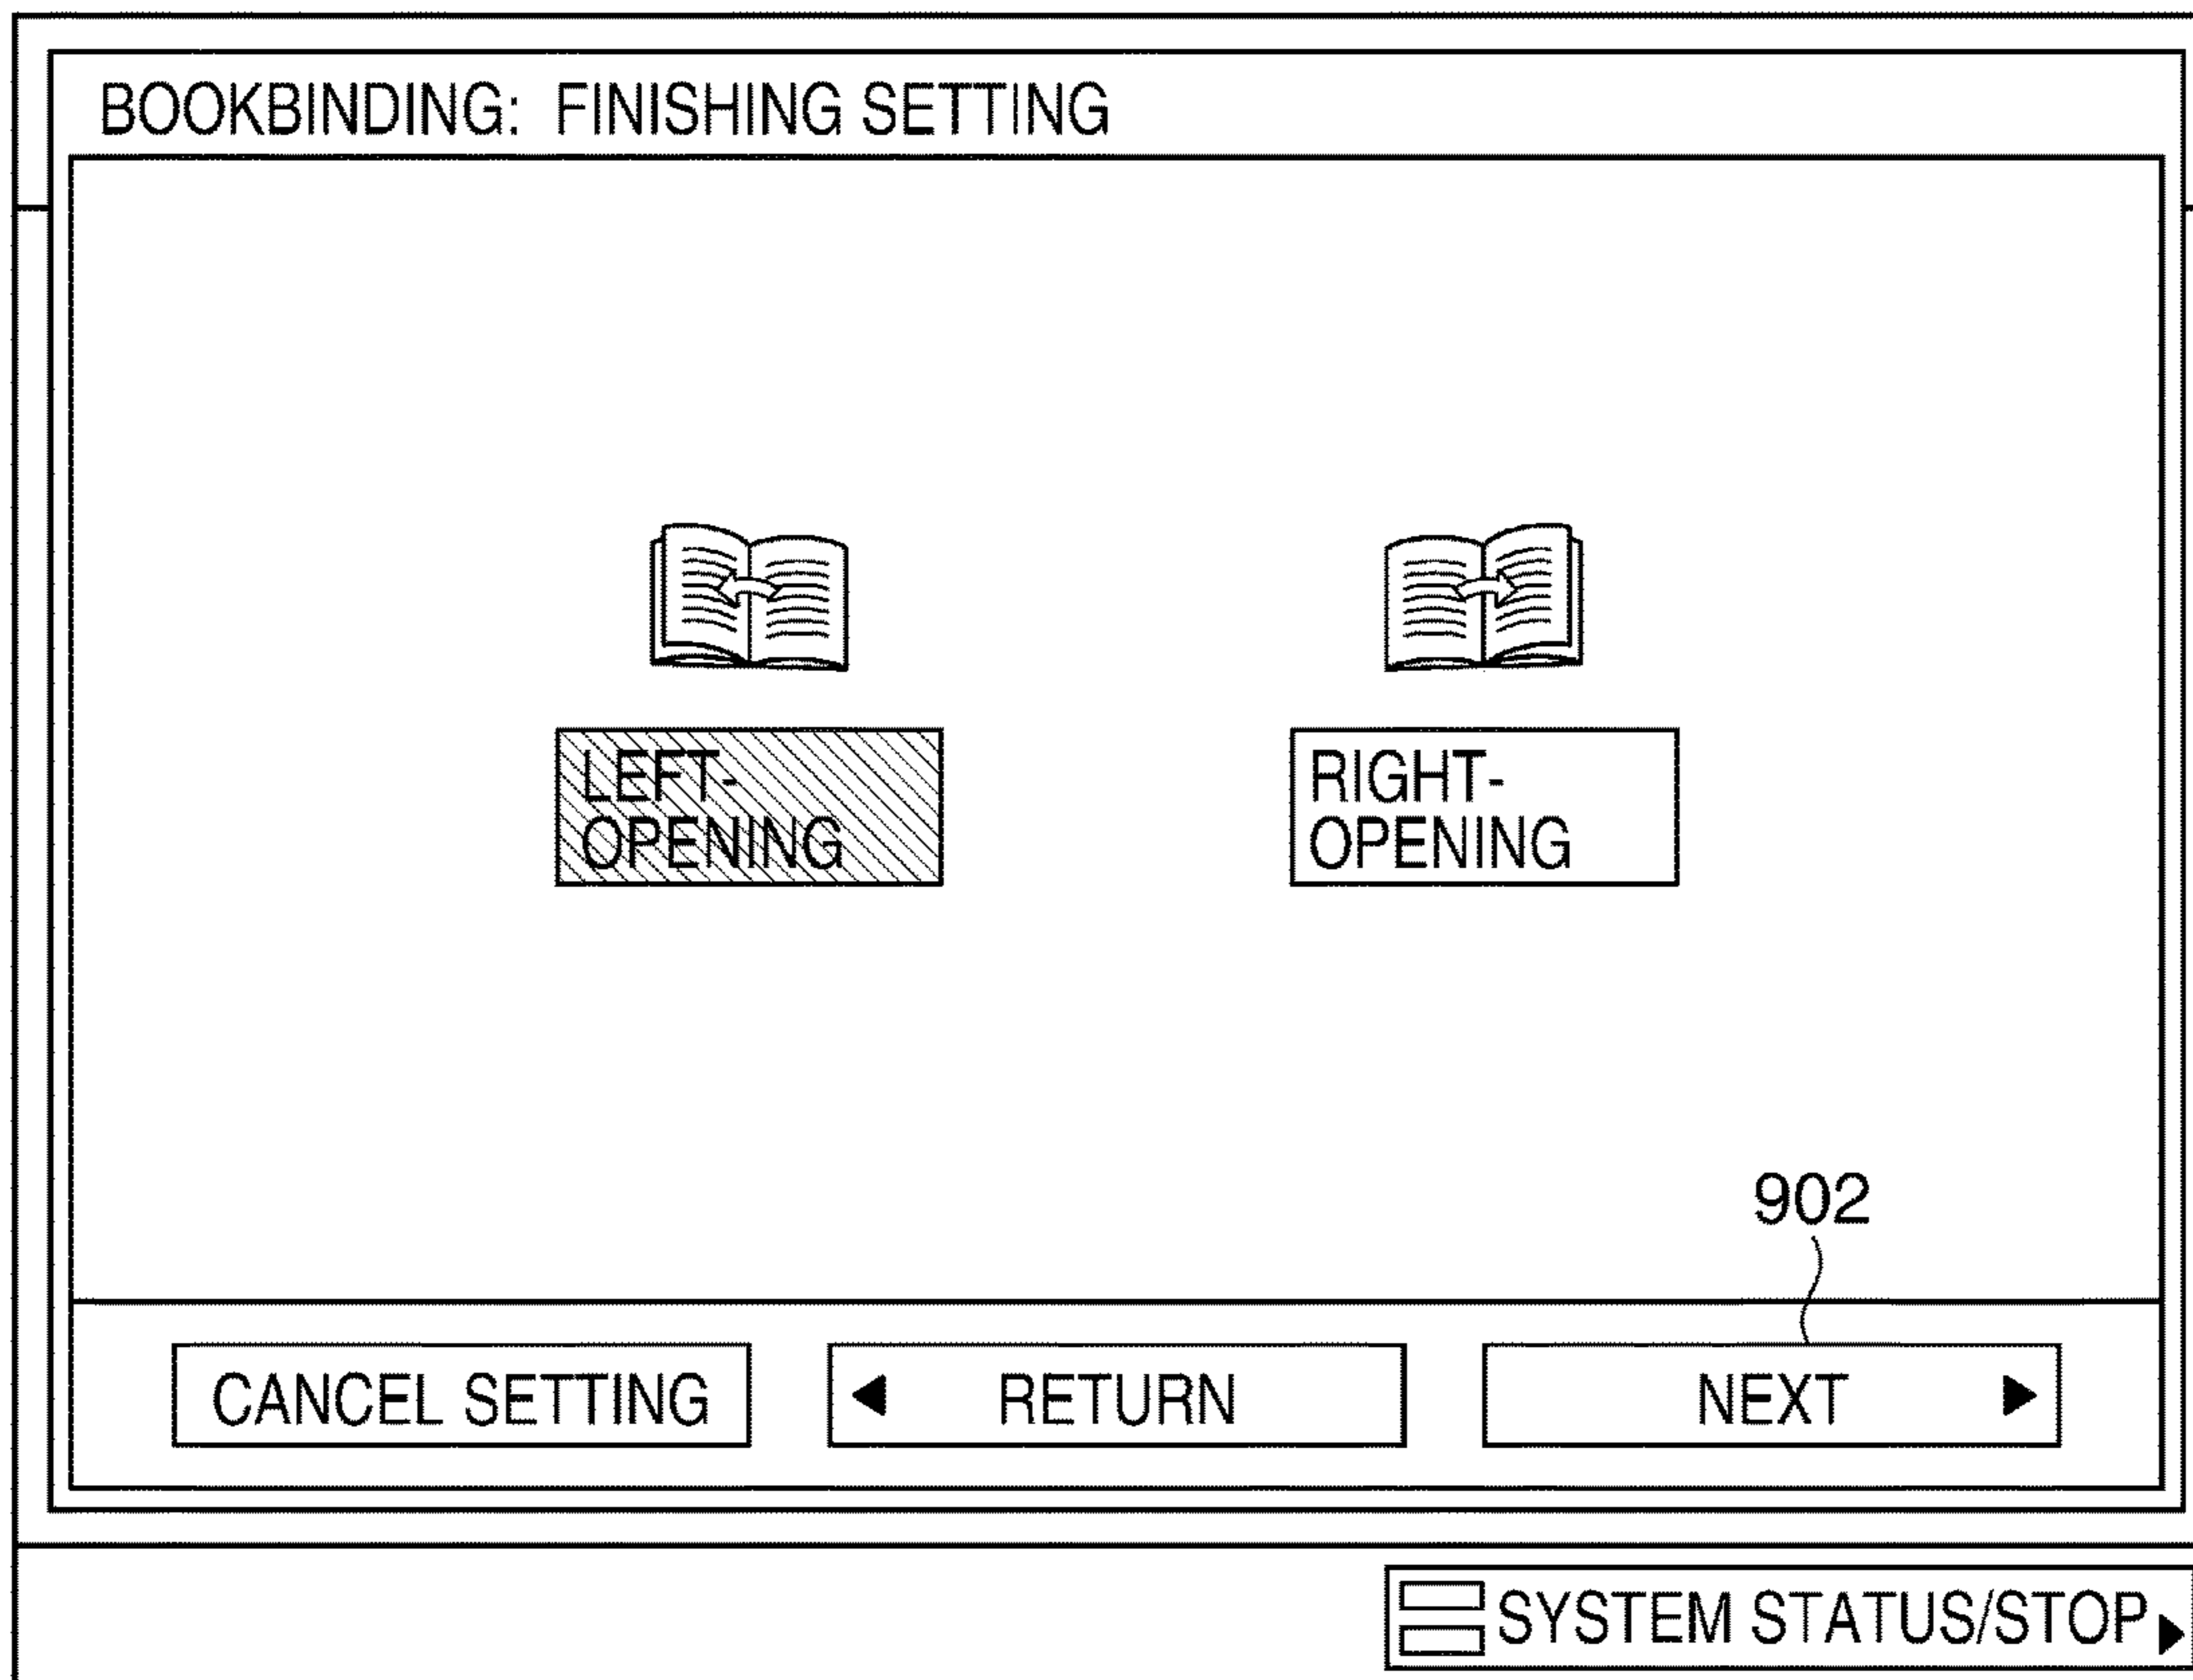 BOOKBINDING: FINISHING SETTING
LEFT-
OPENING
RIGHT-
OPENING
902
CANCEL SETTING
◀ RETURN
NEXT ▶
SYSTEM STATUS/STOP ▶